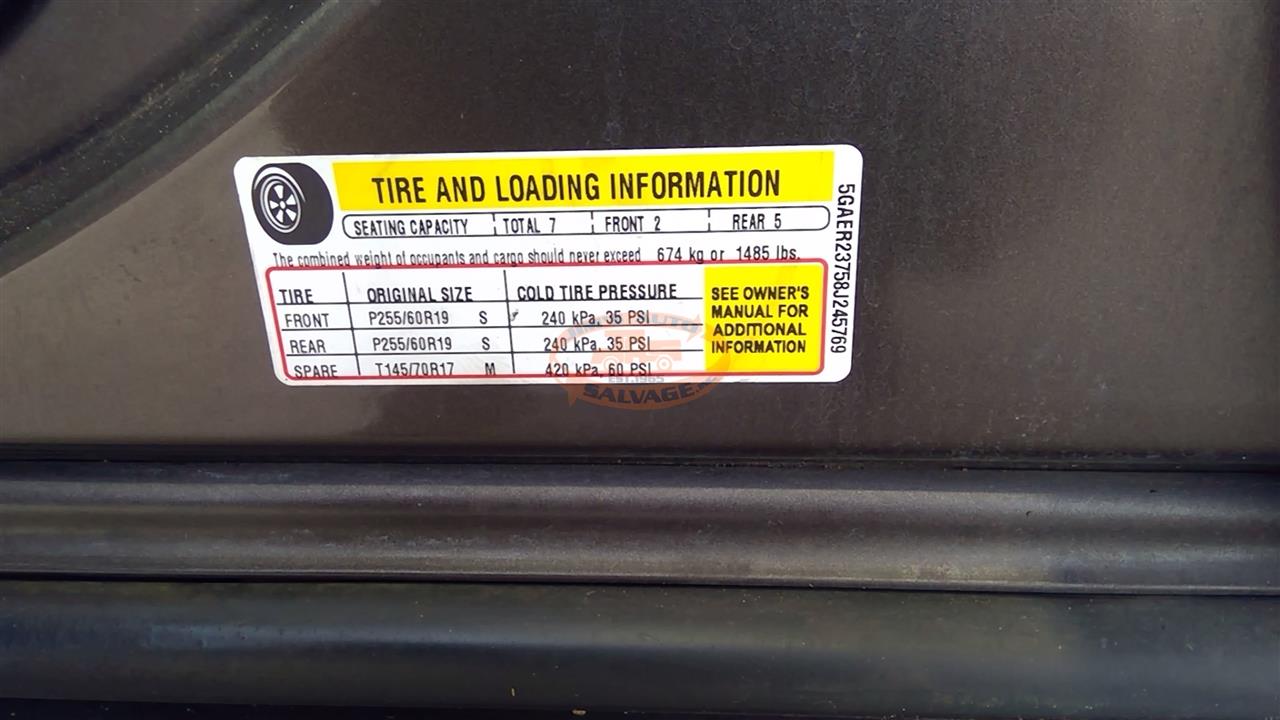 TIRE AND LOADING INFORMATION
SEATING CAPACITY TOTAL 7 FRONT 2 REAR 5
The combined weight of occupants and cargo should never exceed 674 kg or 1485 lbs.
TIRE ORIGINAL SIZE COLD TIRE PRESSURE
FRONT P255/60R19 S 240 kPa, 35 PSI
REAR P255/60R19 S 240 kPa, 35 PSI
SPARE T145/70R17 M 420 kPa, 60 PSI
SEE OWNER'S
MANUAL FOR
ADDITIONAL
INFORMATION
5GAER23758J245769
EST.1965
SALVAGE